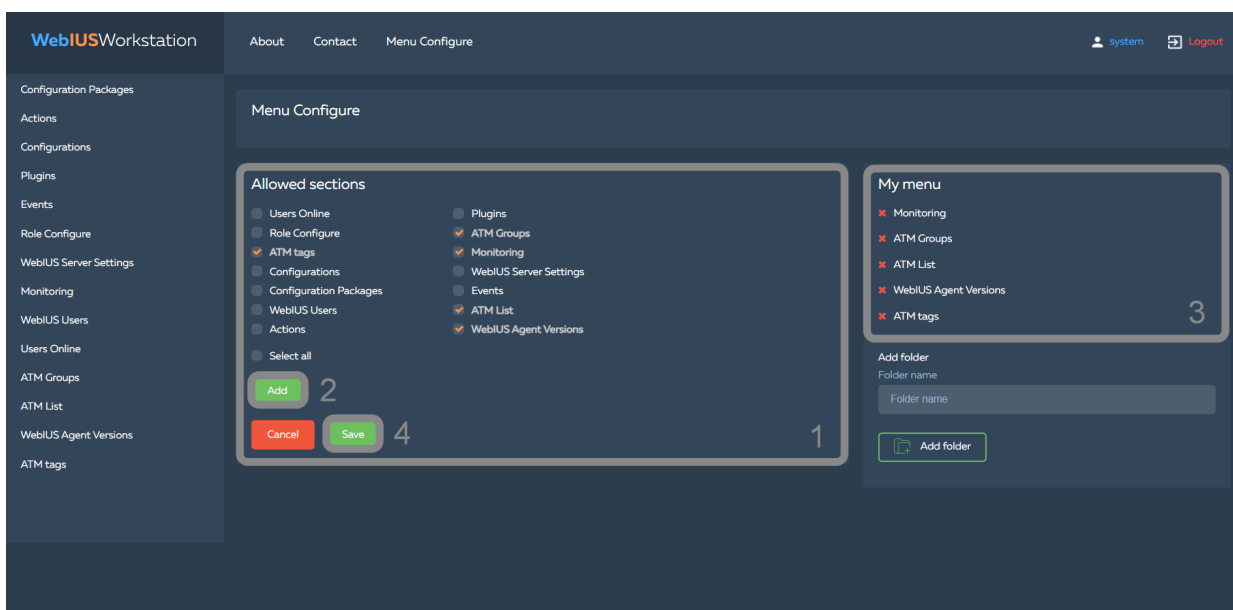 WebIUSWorkstation
About Contact Menu Configure
system Logout
Configuration Packages
Actions
Configurations
Plugins
Events
Role Configure
WebIUS Server Settings
Monitoring
WebIUS Users
Users Online
ATM Groups
ATM List
WebIUS Agent Versions
ATM tags
Menu Configure
Allowed sections
Users Online
Role Configure
ATM tags
Configurations
Configuration Packages
WebIUS Users
Actions
Plugins
ATM Groups
Monitoring
WebIUS Server Settings
Events
ATM List
WebIUS Agent Versions
Select all
Add 2
Cancel Save 4
1
My menu
Monitoring
ATM Groups
ATM List
WebIUS Agent Versions
ATM tags
3
Add folder
Folder name
Folder name
Add folder